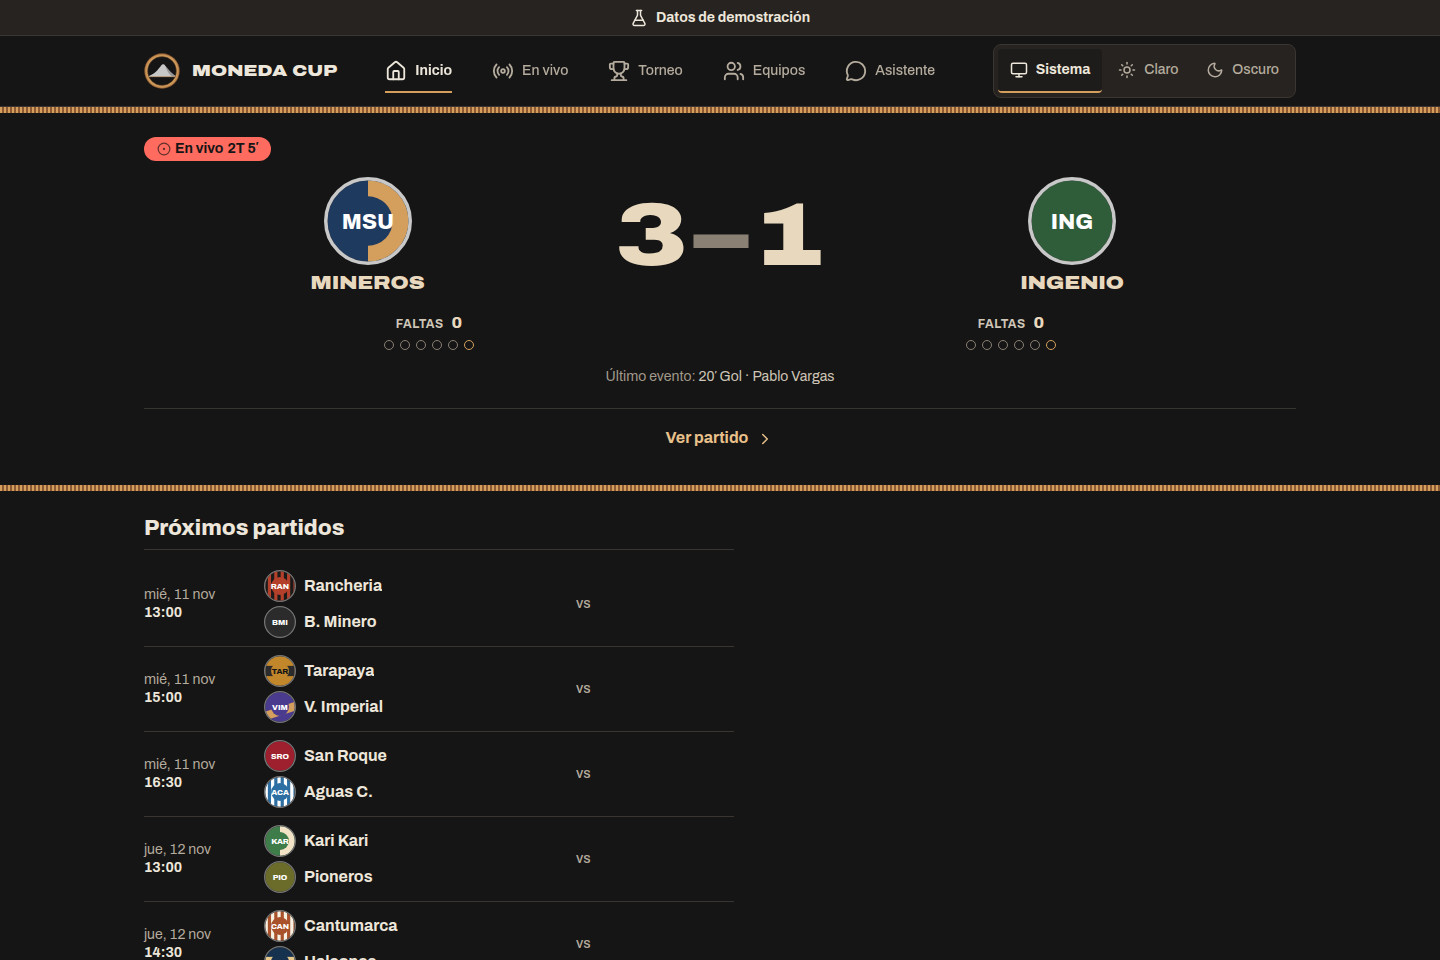 Datos de demostración
MONEDA CUP
Inicio
En vivo
Torneo
Equipos
Asistente
Sistema
Claro
Oscuro
En vivo 2T 5'
MSU
3–1
ING
MINEROS
INGENIO
FALTAS 0
FALTAS 0
Último evento: 20' Gol · Pablo Vargas
Ver partido
Próximos partidos
mié, 11 nov
13:00
RAN
Rancheria
BMI
B. Minero
vs
mié, 11 nov
15:00
TAR
Tarapaya
VIM
V. Imperial
vs
mié, 11 nov
16:30
SRO
San Roque
ACA
Aguas C.
vs
jue, 12 nov
13:00
KAR
Kari Kari
PIO
Pioneros
vs
jue, 12 nov
14:30
CAN
Cantumarca
vs